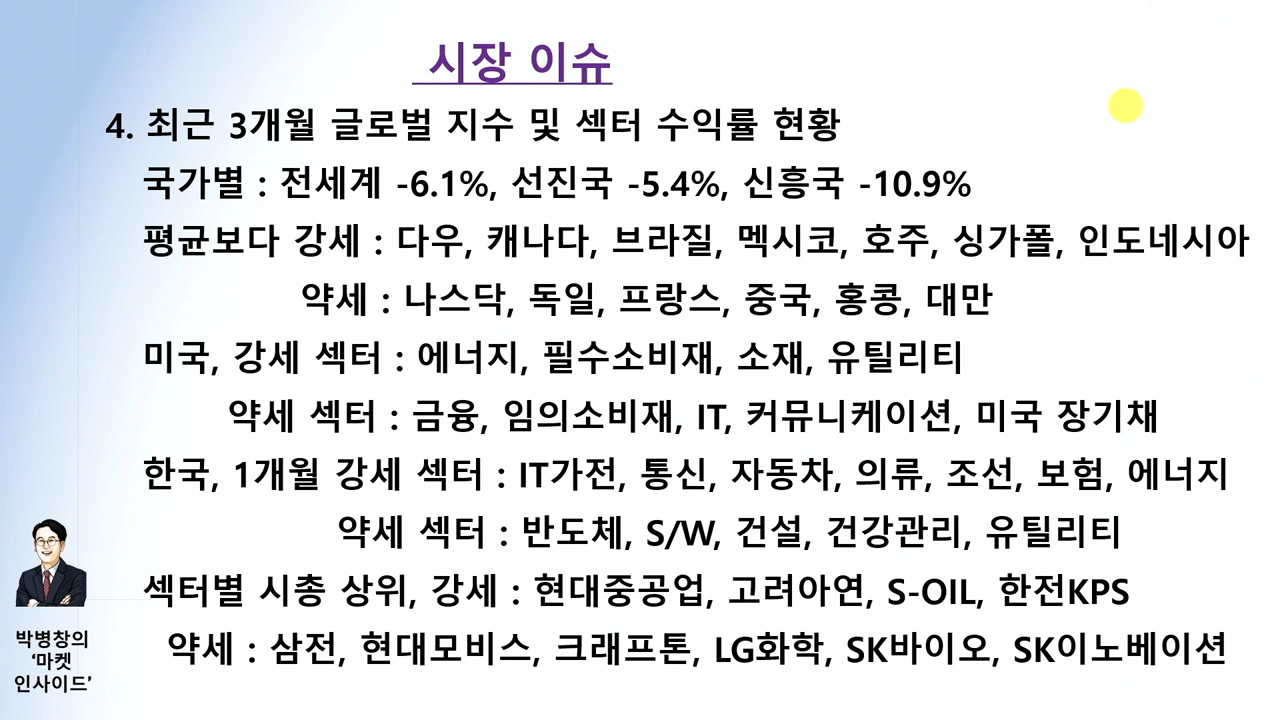 시장 이슈
4. 최근 3개월 글로벌 지수 및 섹터 수익률 현황
국가별 : 전세계 -6.1%, 선진국 -5.4%, 신흥국 -10.9%
평균보다 강세 : 다우, 캐나다, 브라질, 멕시코, 호주, 싱가폴, 인도네시아
약세 : 나스닥, 독일, 프랑스, 중국, 홍콩, 대만
미국, 강세 섹터 : 에너지, 필수소비재, 소재, 유틸리티
약세 섹터 : 금융, 임의소비재, IT, 커뮤니케이션, 미국 장기채
한국, 1개월 강세 섹터 : IT가전, 통신, 자동차, 의류, 조선, 보험, 에너지
약세 섹터 : 반도체, S/W, 건설, 건강관리, 유틸리티
섹터별 시총 상위, 강세 : 현대중공업, 고려아연, S-OIL, 한전KPS
약세 : 삼전, 현대모비스, 크래프톤, LG화학, SK바이오, SK이노베이션
박병창의
‘마켓
인사이드’